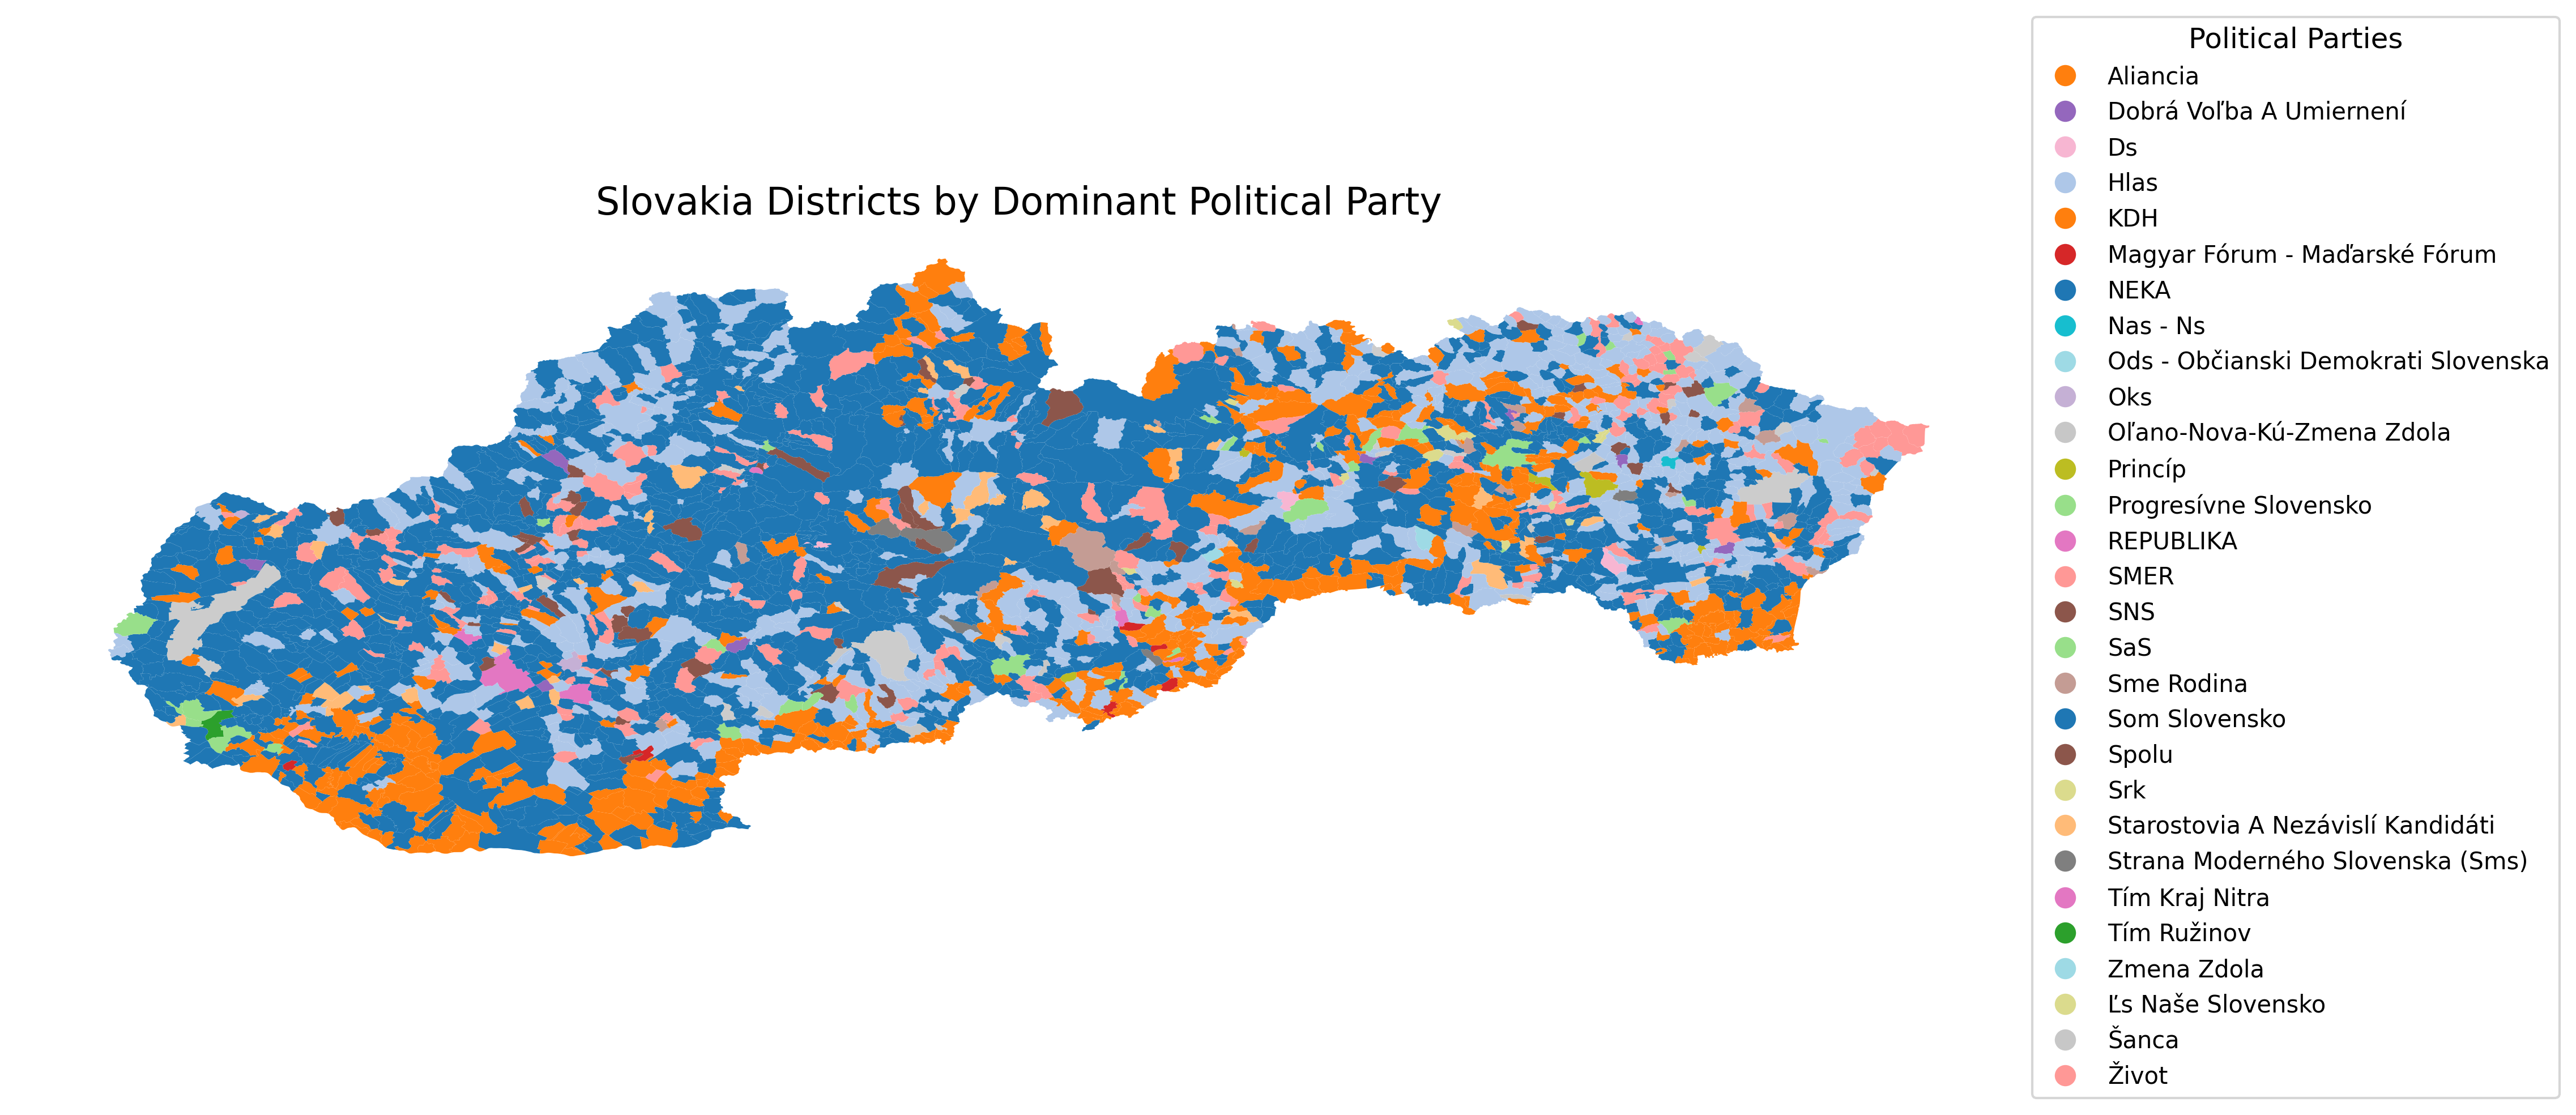 Slovakia Districts by Dominant Political Party
Political Parties
Aliancia
Dobrá Voľba A Umiernení
Ds
Hlas
KDH
Magyar Fórum - Maďarské Fórum
NEKA
Nas - Ns
Ods - Občianski Demokrati Slovenska
Oks
Oľano-Nova-Kú-Zmena Zdola
Princíp
Progresívne Slovensko
REPUBLIKA
SMER
SNS
SaS
Sme Rodina
Som Slovensko
Spolu
Srk
Starostovia A Nezávislí Kandidáti
Strana Moderného Slovenska (Sms)
Tím Kraj Nitra
Tím Ružinov
Zmena Zdola
Ľs Naše Slovensko
Šanca
Život